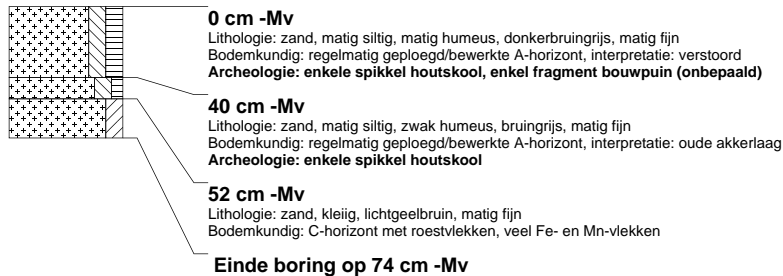 0 cm -Mv
Lithologie: zand, matig siltig, matig humeus, donkerbruingrijs, matig fijn
Bodemkundig: regelmatig geploegd/bewerkte A-horizont, interpretatie: verstoord
Archeologie: enkele spikkel houtskool, enkel fragment bouwpuin (onbepaald)
40 cm -Mv
Lithologie: zand, matig siltig, zwak humeus, bruingrijs, matig fijn
Bodemkundig: regelmatig geploegd/bewerkte A-horizont, interpretatie: oude akkerlaag
Archeologie: enkele spikkel houtskool
52 cm -Mv
Lithologie: zand, kleiig, lichtgeelbruin, matig fijn
Bodemkundig: C-horizont met roestvlekken, veel Fe- en Mn-vlekken
Einde boring op 74 cm -Mv